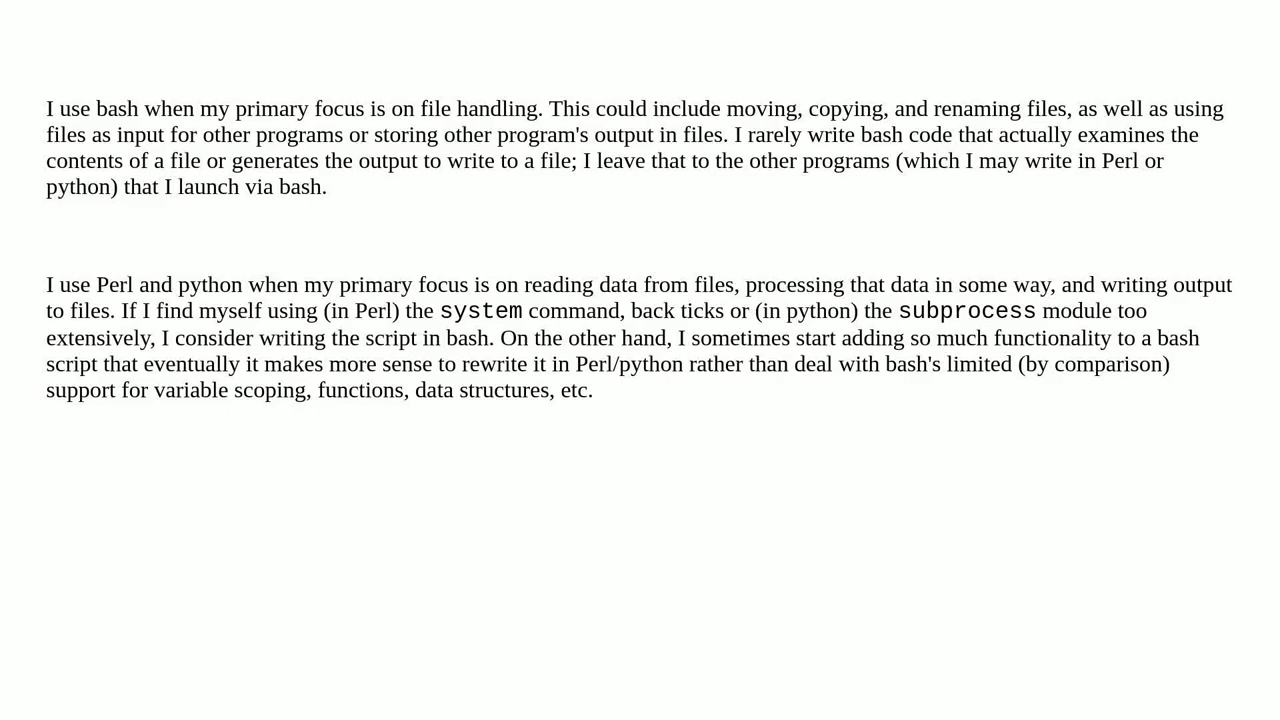 I use bash when my primary focus is on file handling. This could include moving, copying, and renaming files, as well as using
files as input for other programs or storing other program's output in files. I rarely write bash code that actually examines the
contents of a file or generates the output to write to a file; I leave that to the other programs (which I may write in Perl or
python) that I launch via bash.
I use Perl and python when my primary focus is on reading data from files, processing that data in some way, and writing output
to files. If I find myself using (in Perl) the system command, back ticks or (in python) the subprocess module too
extensively, I consider writing the script in bash. On the other hand, I sometimes start adding so much functionality to a bash
script that eventually it makes more sense to rewrite it in Perl/python rather than deal with bash's limited (by comparison)
support for variable scoping, functions, data structures, etc.